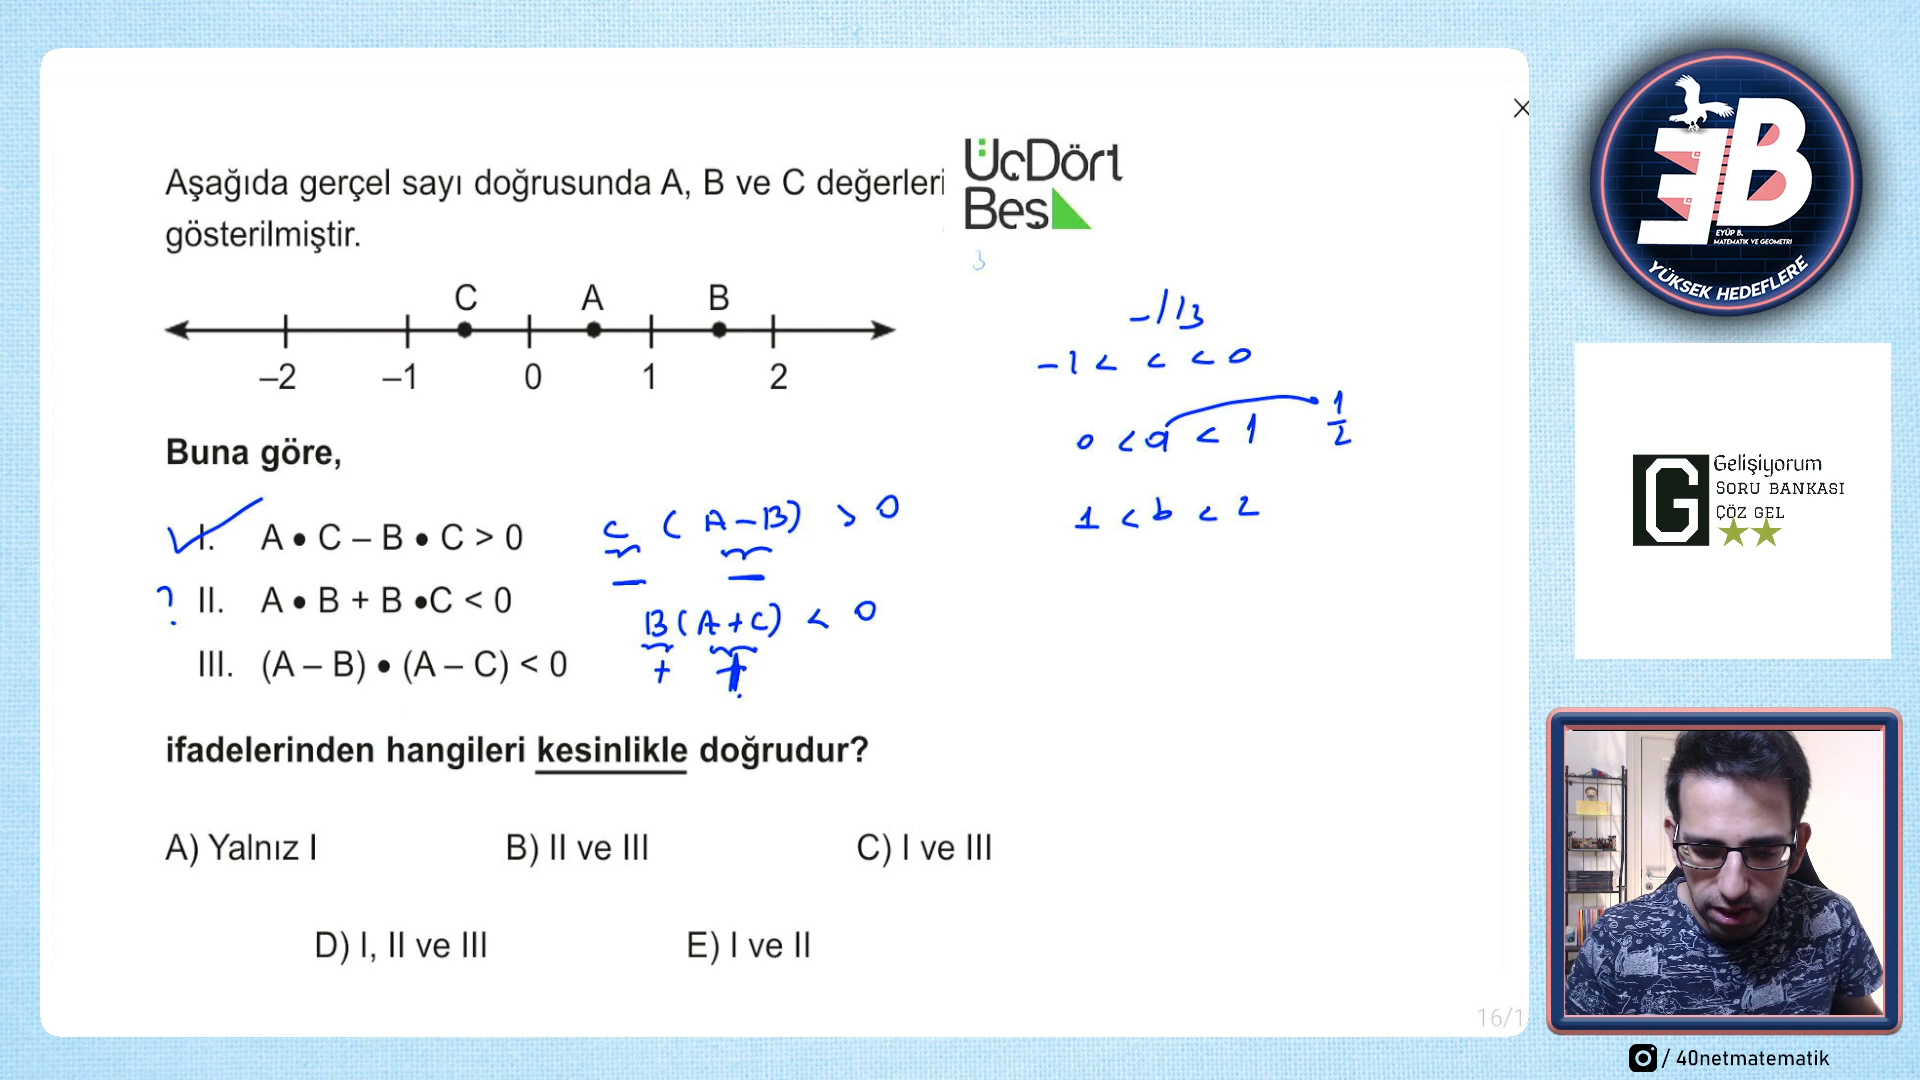 Aşağıda gerçel sayı doğrusunda A, B ve C değerleri
gösterilmiştir.
ÜçDört
Beş
3
C A B
–2 –1 0 1 2
-1/3
-1 < < < 0
0 < a < 1 1/2
1 < b < 2
Buna göre,
I. A • C – B • C > 0
C (A-B) > 0
? II. A • B + B •C < 0
B(A+C) < 0
+ +
III. (A – B) • (A – C) < 0
ifadelerinden hangileri kesinlikle doğrudur?
A) Yalnız I B) II ve III C) I ve III
D) I, II ve III E) I ve II
16/1
3B
EYÜP B.
MATEMATİK VE GEOMETRİ
YÜKSEK HEDEFLERE
G Gelişiyorum
SORU BANKASI
ÇÖZ GEL
/ 40netmatematik